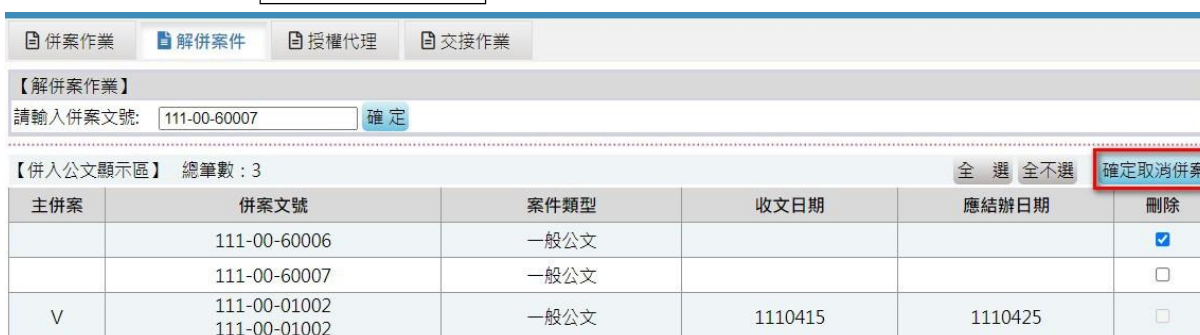 併案作業 解併案件 授權代理 交接作業
【解併案作業】
請輸入併案文號: 111-00-60007 確 定
【併入公文顯示區】 總筆數：3 全 選 全不選 確定取消併案
主併案 併案文號 案件類型 收文日期 應結辦日期 刪除
111-00-60006 一般公文
111-00-60007 一般公文
V 111-00-01002 一般公文 1110415 1110425
111-00-01002